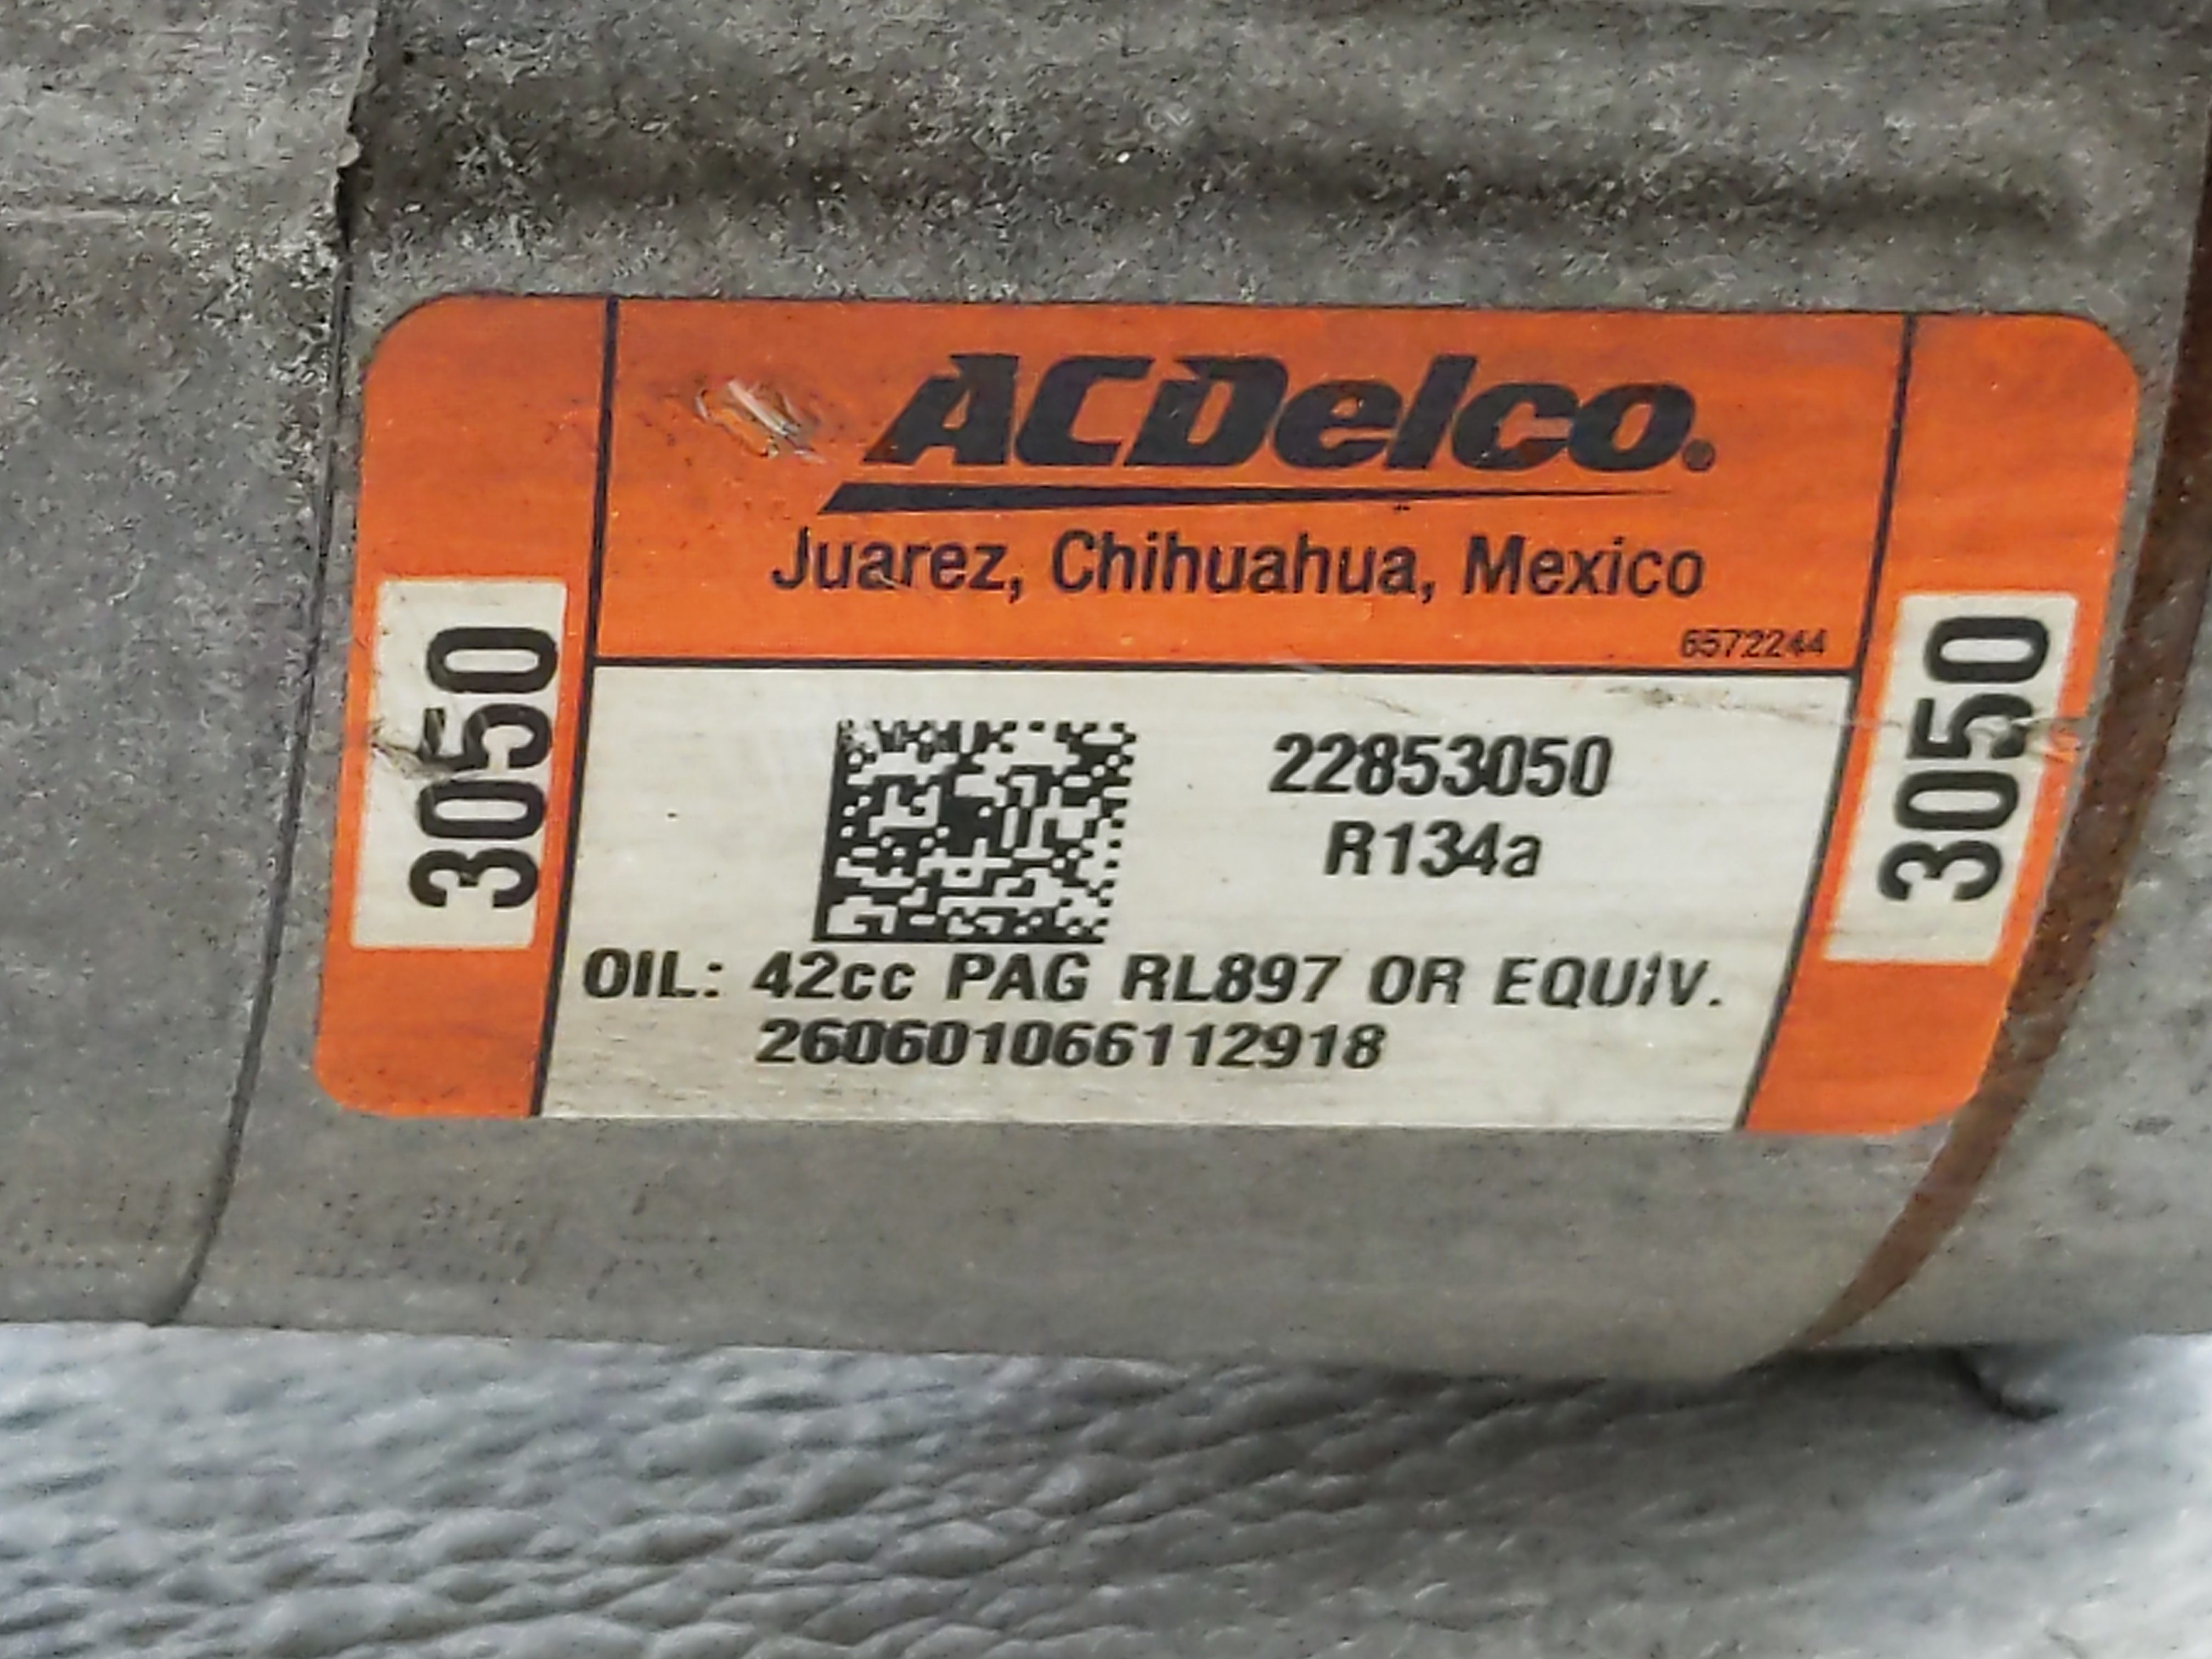 ACDelco
Juarez, Chihuahua, Mexico
6572244
3050
22853050
R134a
3050
OIL: 42cc PAG RL897 OR EQUIV.
260601066112918